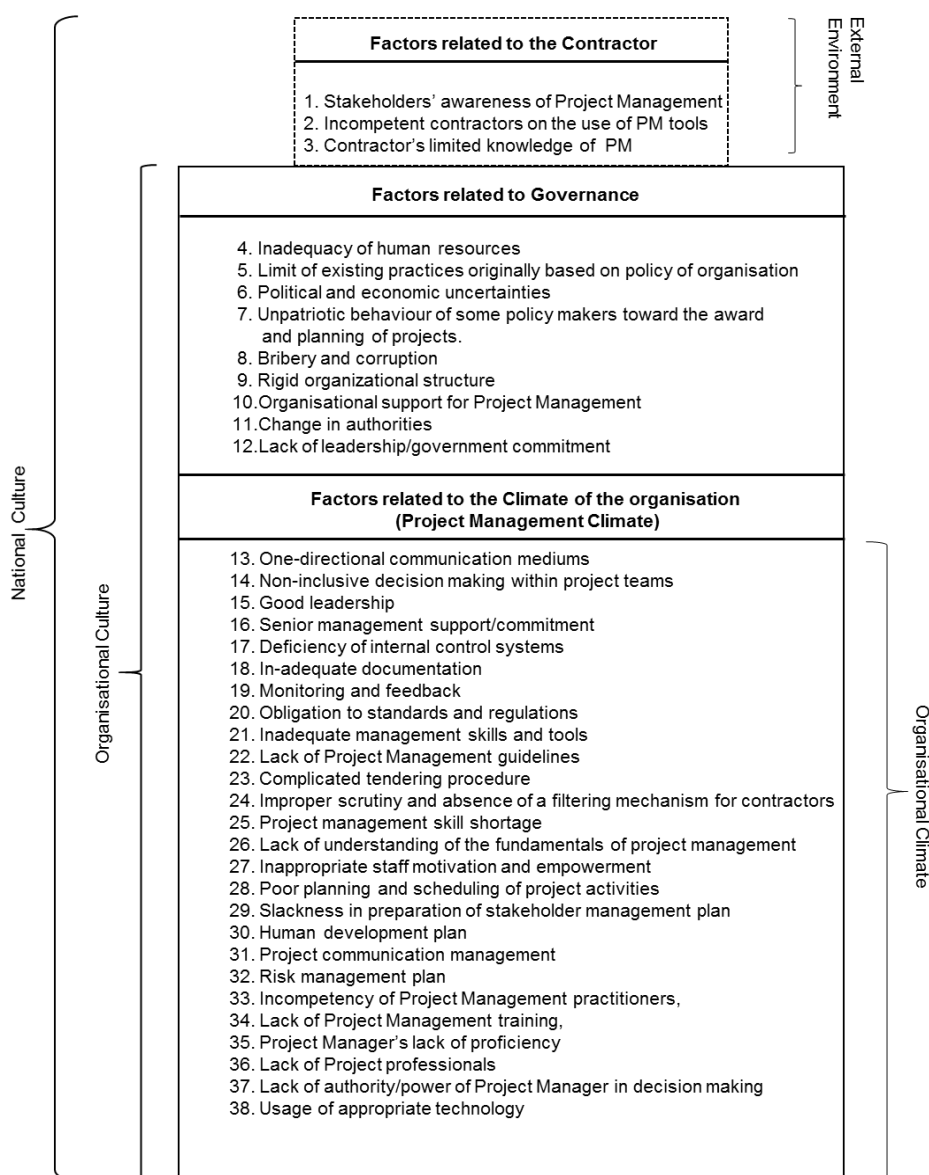 External
Environment
Factors related to the Contractor
1. Stakeholders’ awareness of Project Management
2. Incompetent contractors on the use of PM tools
3. Contractor’s limited knowledge of PM
Factors related to Governance
4. Inadequacy of human resources
5. Limit of existing practices originally based on policy of organisation
6. Political and economic uncertainties
7. Unpatriotic behaviour of some policy makers toward the award
and planning of projects.
8. Bribery and corruption
9. Rigid organizational structure
10.Organisational support for Project Management
11.Change in authorities
12.Lack of leadership/government commitment
Factors related to the Climate of the organisation
(Project Management Climate)
13. One-directional communication mediums
14. Non-inclusive decision making within project teams
15. Good leadership
16. Senior management support/commitment
17. Deficiency of internal control systems
18. In-adequate documentation
19. Monitoring and feedback
20. Obligation to standards and regulations
21. Inadequate management skills and tools
22. Lack of Project Management guidelines
23. Complicated tendering procedure
24. Improper scrutiny and absence of a filtering mechanism for contractors
25. Project management skill shortage
26. Lack of understanding of the fundamentals of project management
27. Inappropriate staff motivation and empowerment
28. Poor planning and scheduling of project activities
29. Slackness in preparation of stakeholder management plan
30. Human development plan
31. Project communication management
32. Risk management plan
33. Incompetency of Project Management practitioners,
34. Lack of Project Management training,
35. Project Manager’s lack of proficiency
36. Lack of Project professionals
37. Lack of authority/power of Project Manager in decision making
38. Usage of appropriate technology
National Culture
Organisational Culture
Organisational Climate